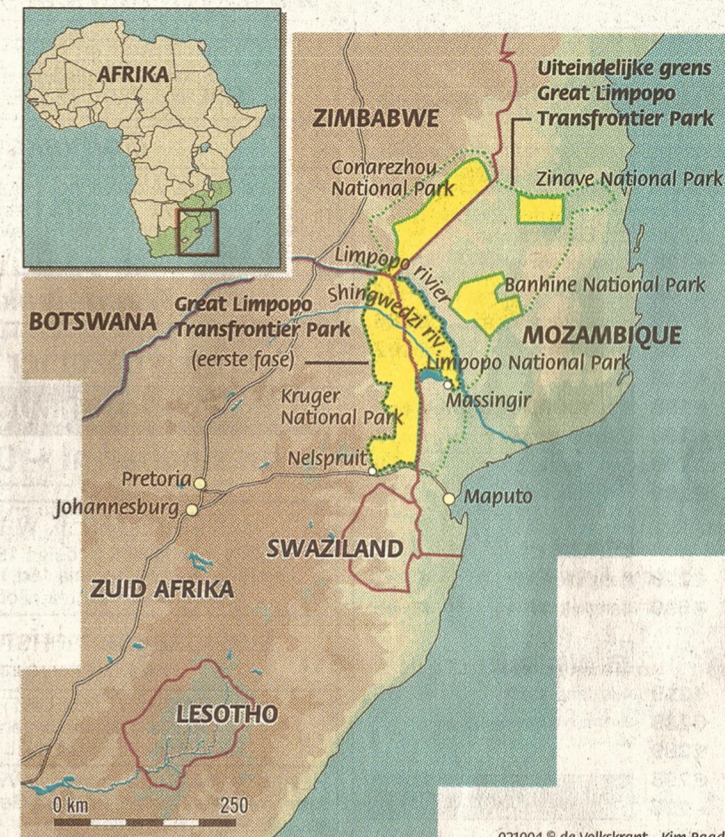 AFRIKA
ZIMBABWE
Uiteindelijke grens
Great Limpopo
Transfrontier Park
Conarezhou
National Park
Zinave National Park
Limpopo rivier
Shingwedzi riv.
Banhine National Park
BOTSWANA
Great Limpopo
Transfrontier Park
(eerste fase)
MOZAMBIQUE
Limpopo National Park
Massingir
Kruger
National Park
Nelspruit
Pretoria
Johannesburg
Maputo
SWAZILAND
ZUID AFRIKA
LESOTHO
0 km 250
021004 © de Volkskrant - Kim